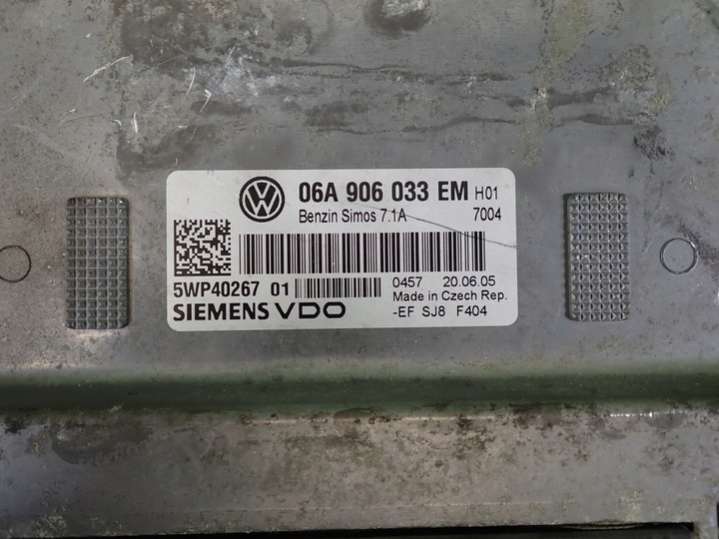 06A 906 033 EM H01
Benzin Simos 7.1A 7004
5WP40267 01 0457 20.06.05
Made in Czech Rep.
SIEMENS VDO -EF SJ8 F404